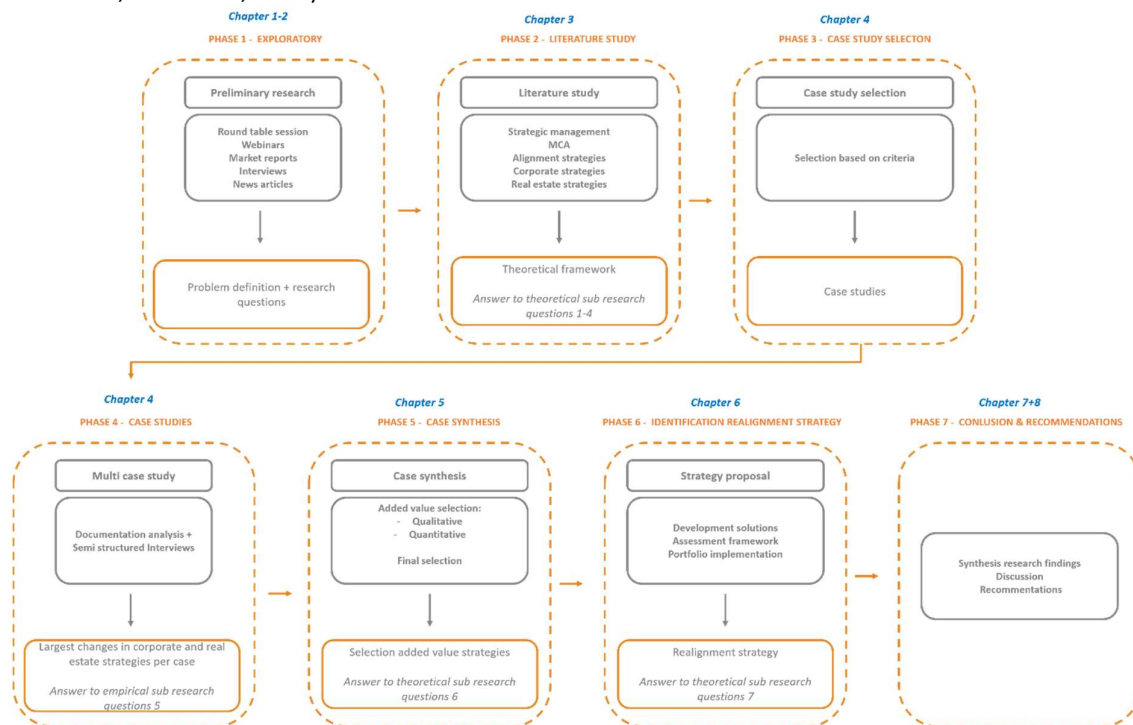 Chapter 1-2
PHASE 1 - EXPLORATORY
Preliminary research
Round table session
Webinars
Market reports
Interviews
News articles
Problem definition + research
questions
Chapter 3
PHASE 2 - LITERATURE STUDY
Literature study
Strategic management
MCA
Alignment strategies
Corporate strategies
Real estate strategies
Theoretical framework
Answer to theoretical sub research
questions 1-4
Chapter 4
PHASE 3 - CASE STUDY SELECTON
Case study selection
Selection based on criteria
Case studies
Chapter 4
PHASE 4 - CASE STUDIES
Multi case study
Documentation analysis +
Semi structured Interviews
Largest changes in corporate and real
estate strategies per case
Answer to empirical sub research
questions 5
Chapter 5
PHASE 5 - CASE SYNTHESIS
Case synthesis
Added value selection:
- Qualitative
- Quantitative
Final selection
Selection added value strategies
Answer to theoretical sub research
questions 6
Chapter 6
PHASE 6 - IDENTIFICATION REALIGNMENT STRATEGY
Strategy proposal
Development solutions
Assessment framework
Portfolio implementation
Realignment strategy
Answer to theoretical sub research
questions 7
Chapter 7+8
PHASE 7 - CONLUSION & RECOMMENDATIONS
Synthesis research findings
Discussion
Recommendations